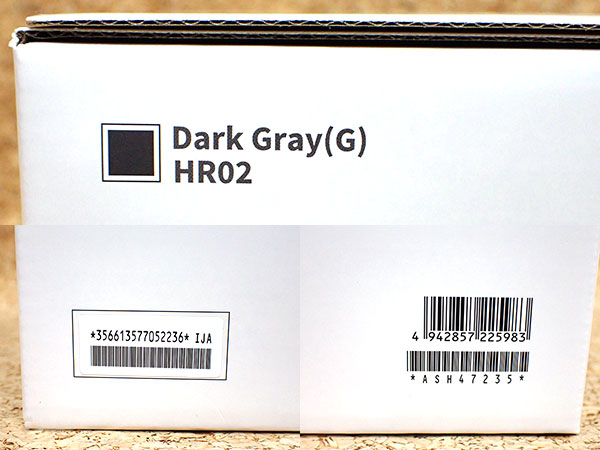 Dark Gray(G)
HR02
*356613577052236* IJA
4 942857 225983
*ASH47235*